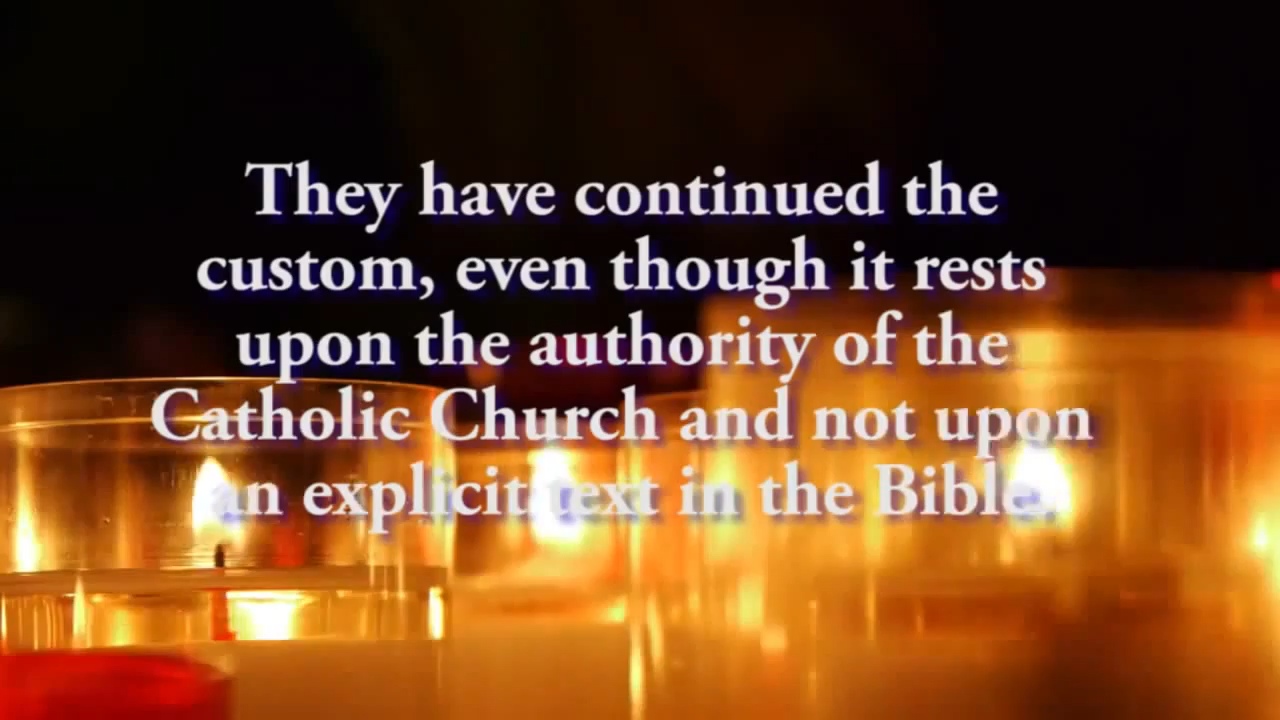 They have continued the
custom, even though it rests
upon the authority of the
Catholic Church and not upon
an explicit text in the Bible.